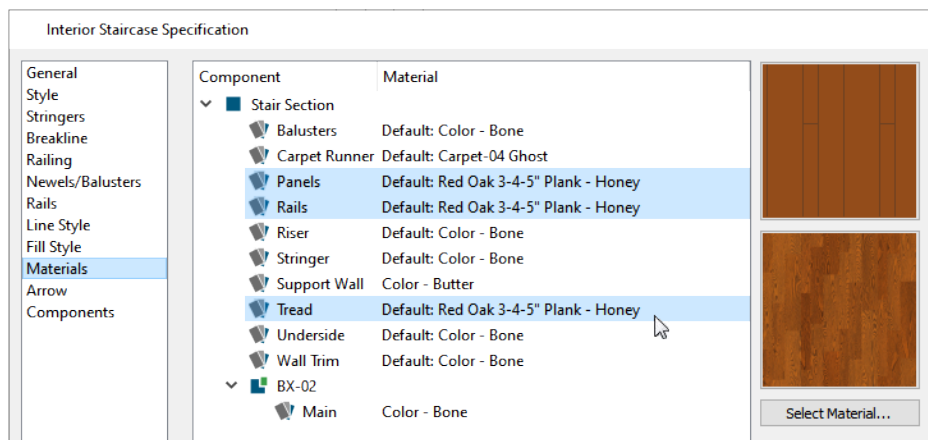 Interior Staircase Specification
General
Style
Stringers
Breakline
Railing
Newels/Balusters
Rails
Line Style
Fill Style
Materials
Arrow
Components
Component Material
Stair Section
Balusters Default: Color - Bone
Carpet Runner Default: Carpet-04 Ghost
Panels Default: Red Oak 3-4-5" Plank - Honey
Rails Default: Red Oak 3-4-5" Plank - Honey
Riser Default: Color - Bone
Stringer Default: Color - Bone
Support Wall Color - Butter
Tread Default: Red Oak 3-4-5" Plank - Honey
Underside Default: Color - Bone
Wall Trim Default: Color - Bone
BX-02
Main Color - Bone
Select Material...